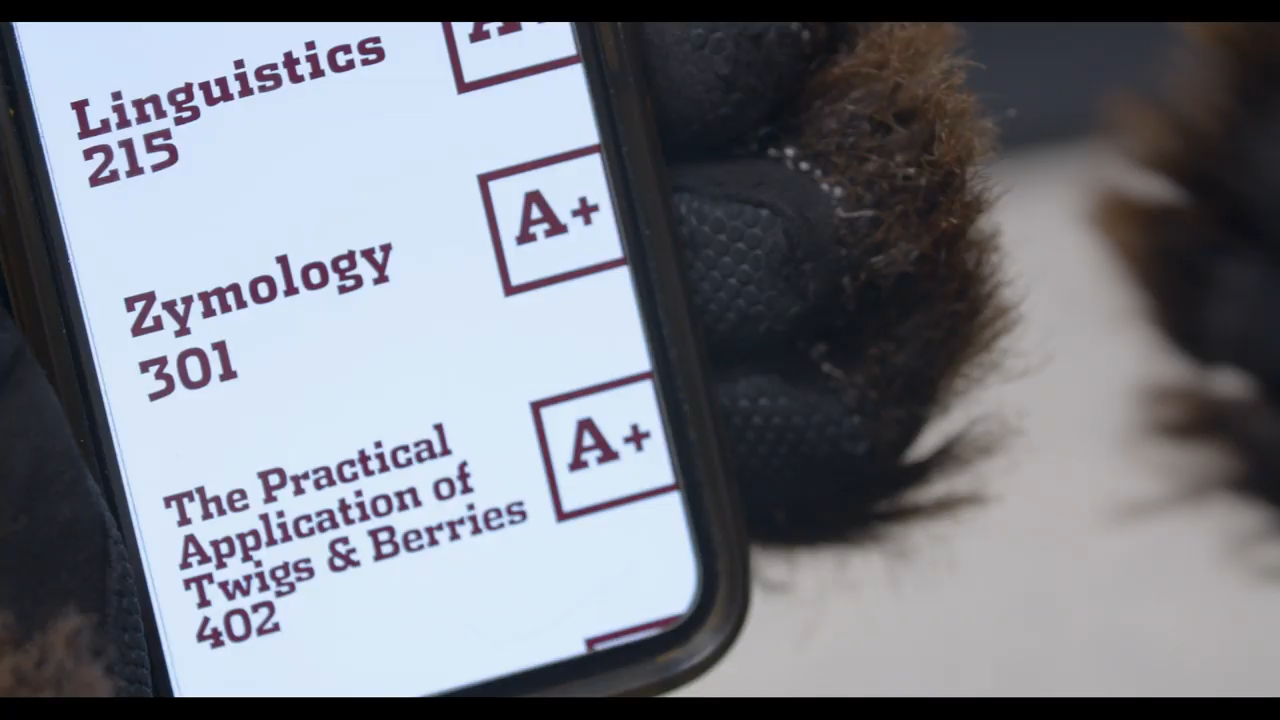 A+
Linguistics
215
A+
Zymology
301
A+
The Practical
Application of
Twigs & Berries
402